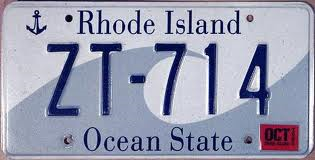 Rhode Island
ZT-714
Ocean State
OCT